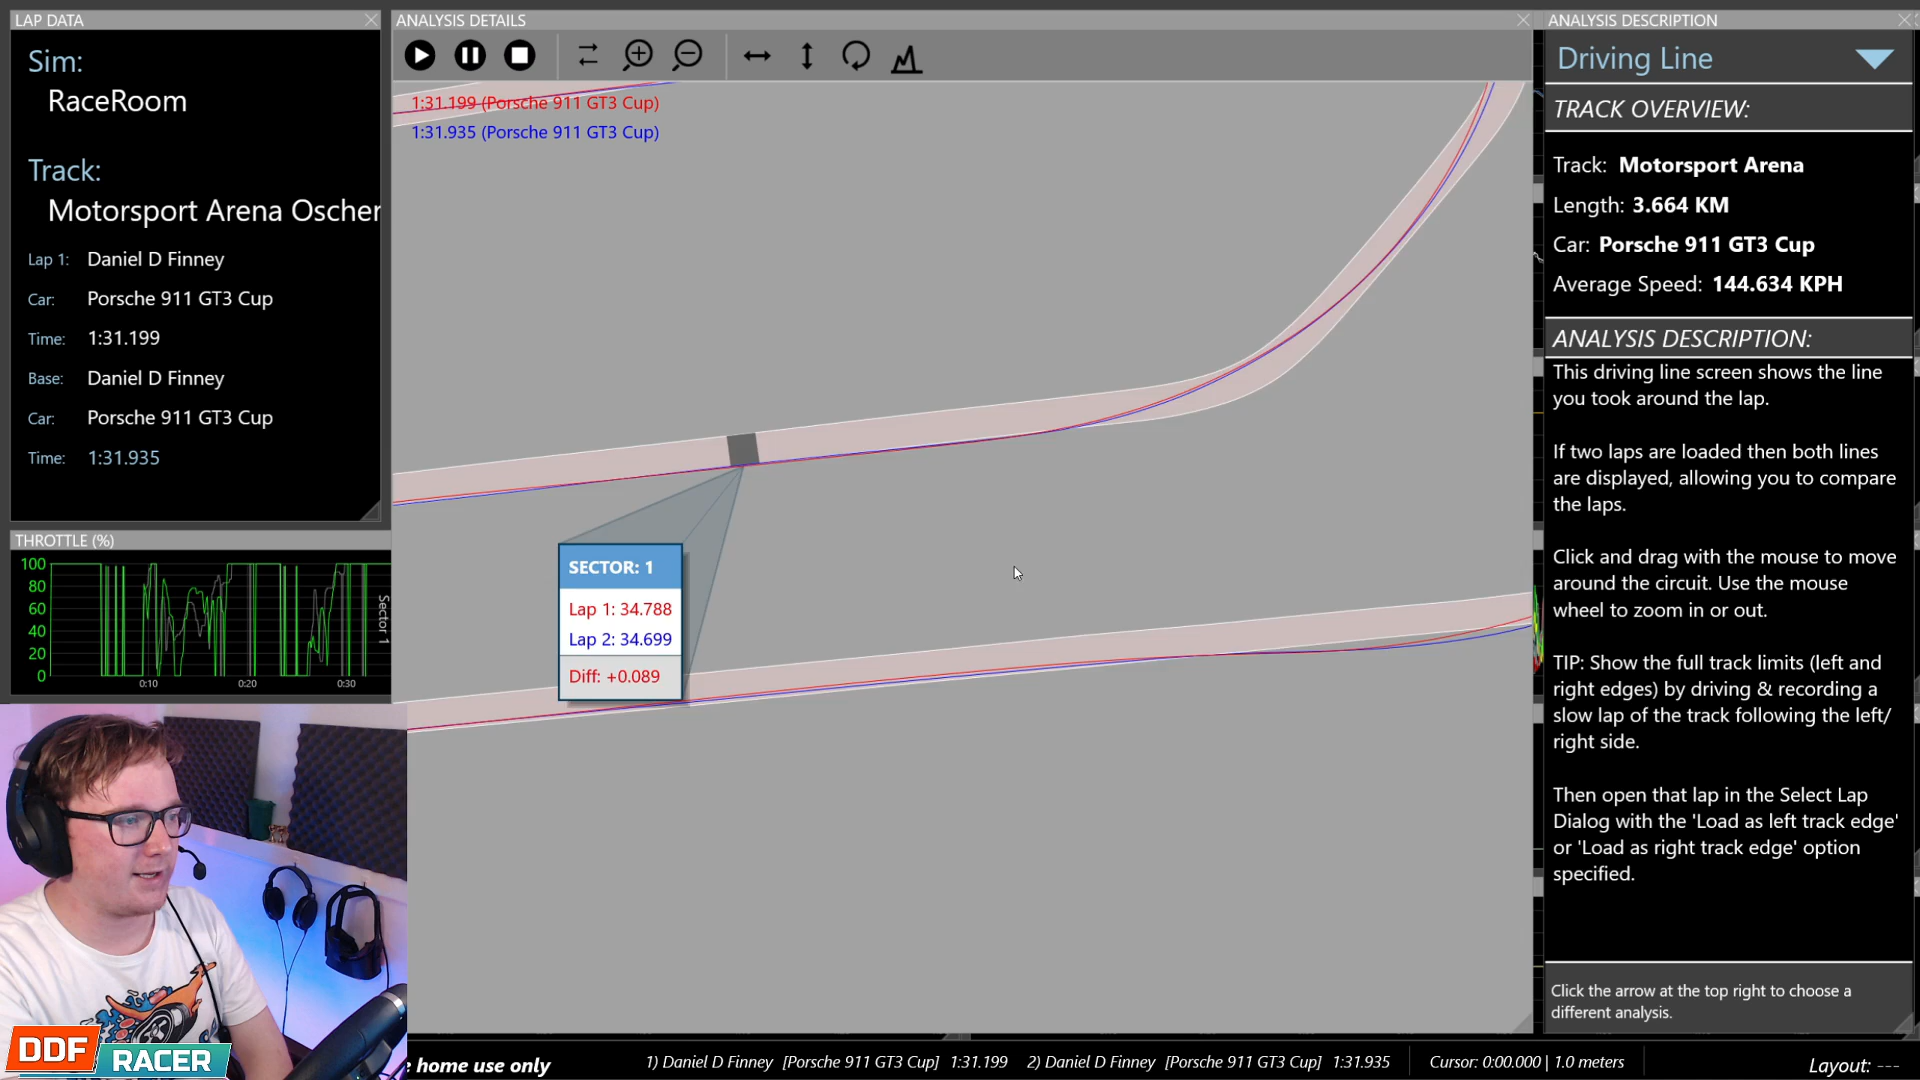 LAP DATA
Sim:
RaceRoom
Track:
Motorsport Arena Oscher
Lap 1: Daniel D Finney
Car: Porsche 911 GT3 Cup
Time: 1:31.199
Base: Daniel D Finney
Car: Porsche 911 GT3 Cup
Time: 1:31.935
THROTTLE (%)
100
80
60
40
20
0
0:10 0:20 0:30
Sector 1
ANALYSIS DETAILS
1:31.199 (Porsche 911 GT3 Cup)
1:31.935 (Porsche 911 GT3 Cup)
SECTOR: 1
Lap 1: 34.788
Lap 2: 34.699
Diff: +0.089
ANALYSIS DESCRIPTION
Driving Line
TRACK OVERVIEW:
Track: Motorsport Arena
Length: 3.664 KM
Car: Porsche 911 GT3 Cup
Average Speed: 144.634 KPH
ANALYSIS DESCRIPTION:
This driving line screen shows the line
you took around the lap.
If two laps are loaded then both lines
are displayed, allowing you to compare
the laps.
Click and drag with the mouse to move
around the circuit. Use the mouse
wheel to zoom in or out.
TIP: Show the full track limits (left and
right edges) by driving & recording a
slow lap of the track following the left/
right side.
Then open that lap in the Select Lap
Dialog with the 'Load as left track edge'
or 'Load as right track edge' option
specified.
Click the arrow at the top right to choose a
different analysis.
DDF
RACER
e home use only
1) Daniel D Finney [Porsche 911 GT3 Cup] 1:31.199 2) Daniel D Finney [Porsche 911 GT3 Cup] 1:31.935
Cursor: 0:00.000 | 1.0 meters
Layout: ---